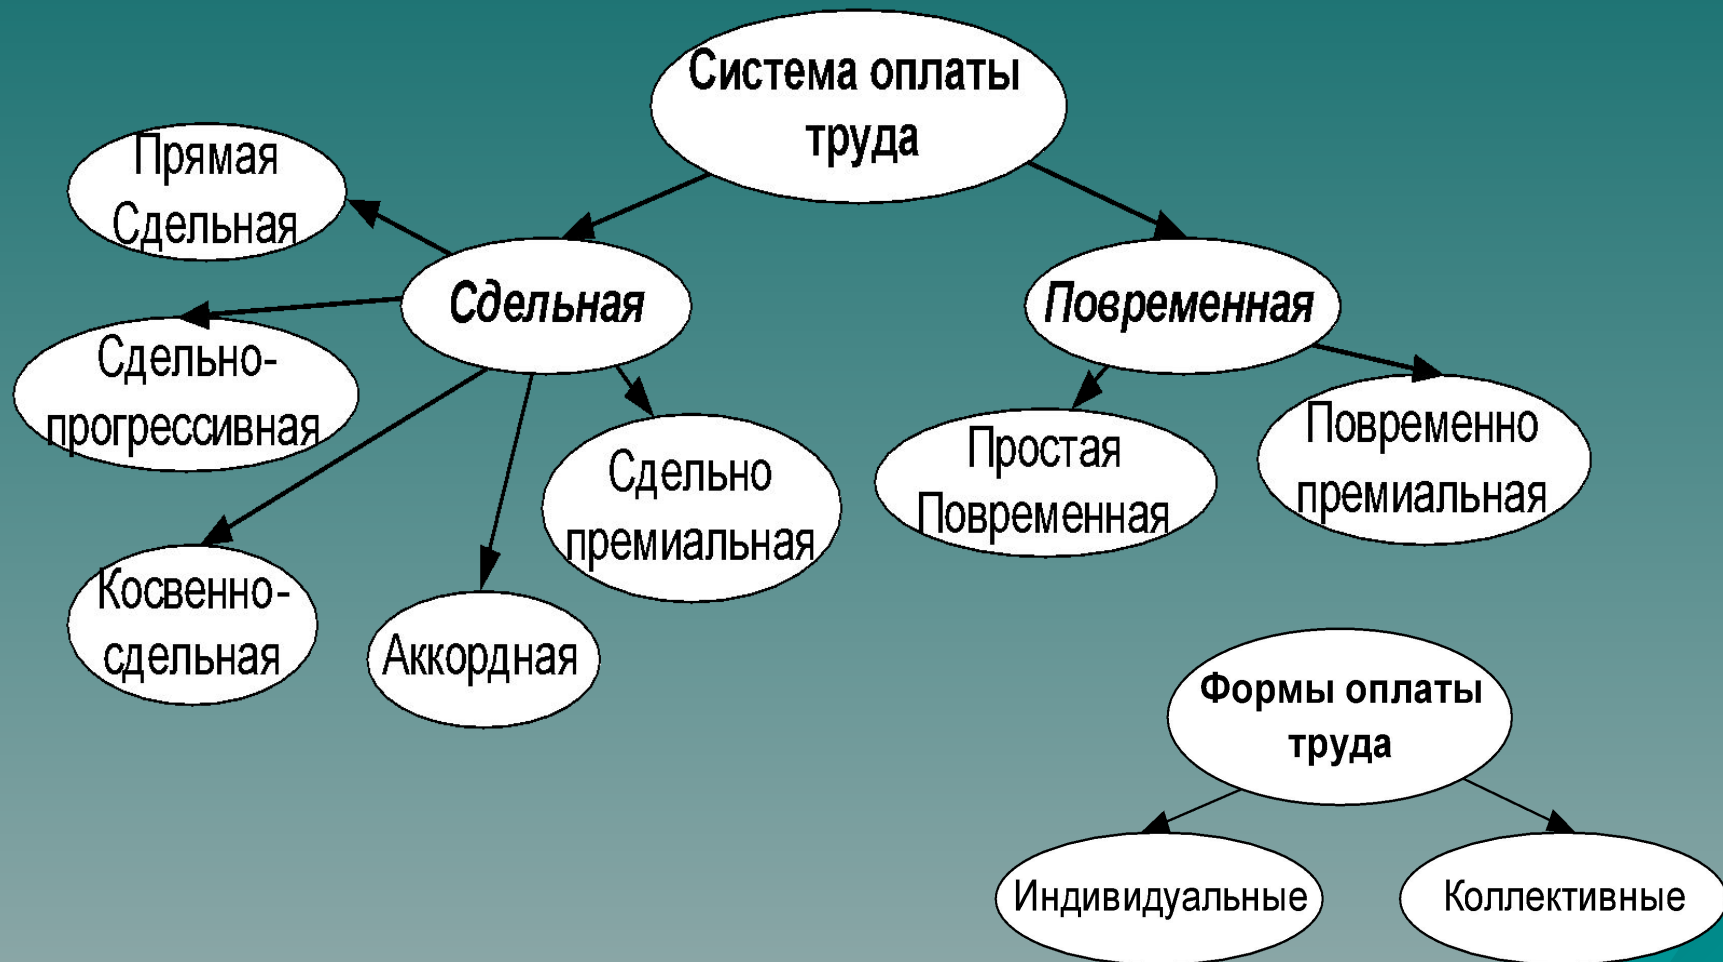 Система оплаты
труда
Прямая
Сдельная
Сдельная
Повременная
Сдельно-
прогрессивная
Сдельно
премиальная
Простая
Повременная
Повременно
премиальная
Косвенно-
сдельная
Аккордная
Формы оплаты
труда
Индивидуальные
Коллективные